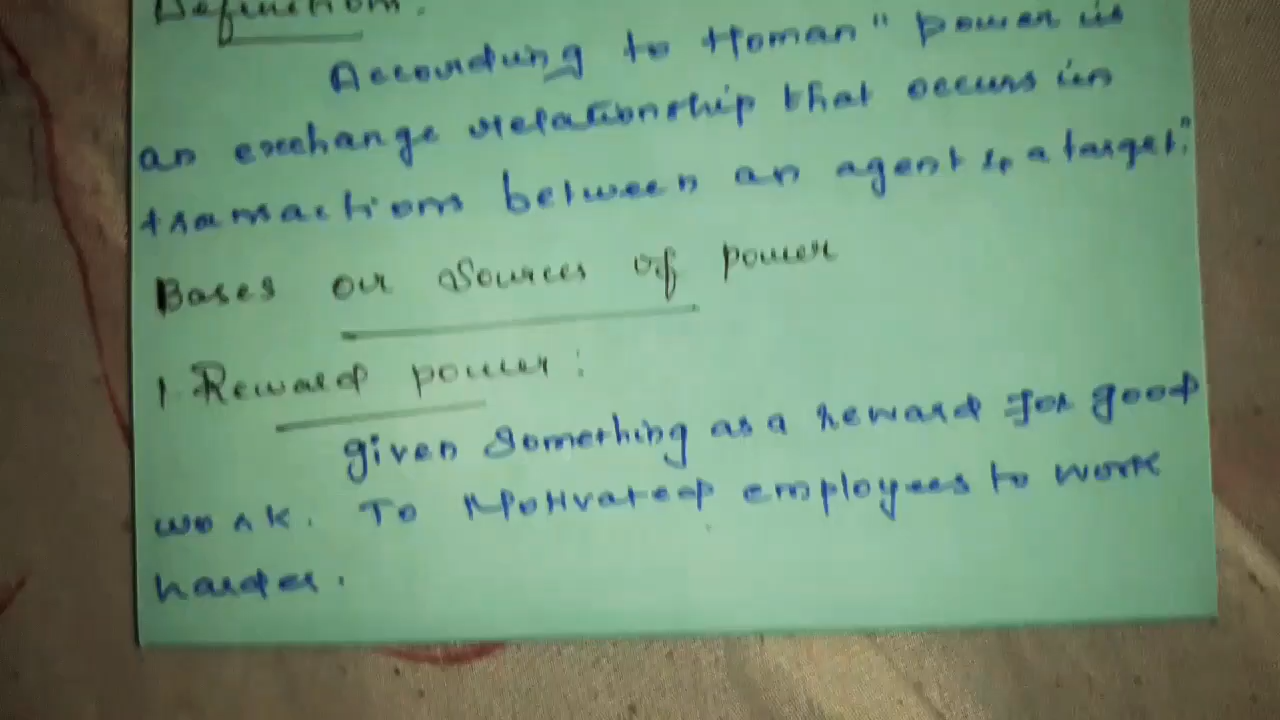 Definition:
According to Homan" power is
an exchange relationship that occurs in
transactions between an agent & a target."
Bases or Sources of power
1. Reward power:
given something as a reward for good
work. To Motivateed employees to work
harder.